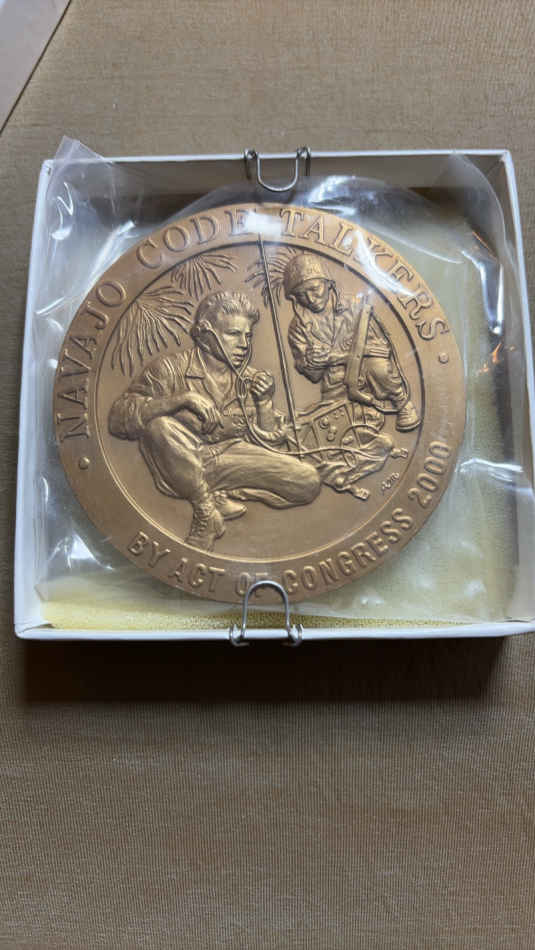 NAVAJO CODE TALKERS
BY ACT OF CONGRESS 2000